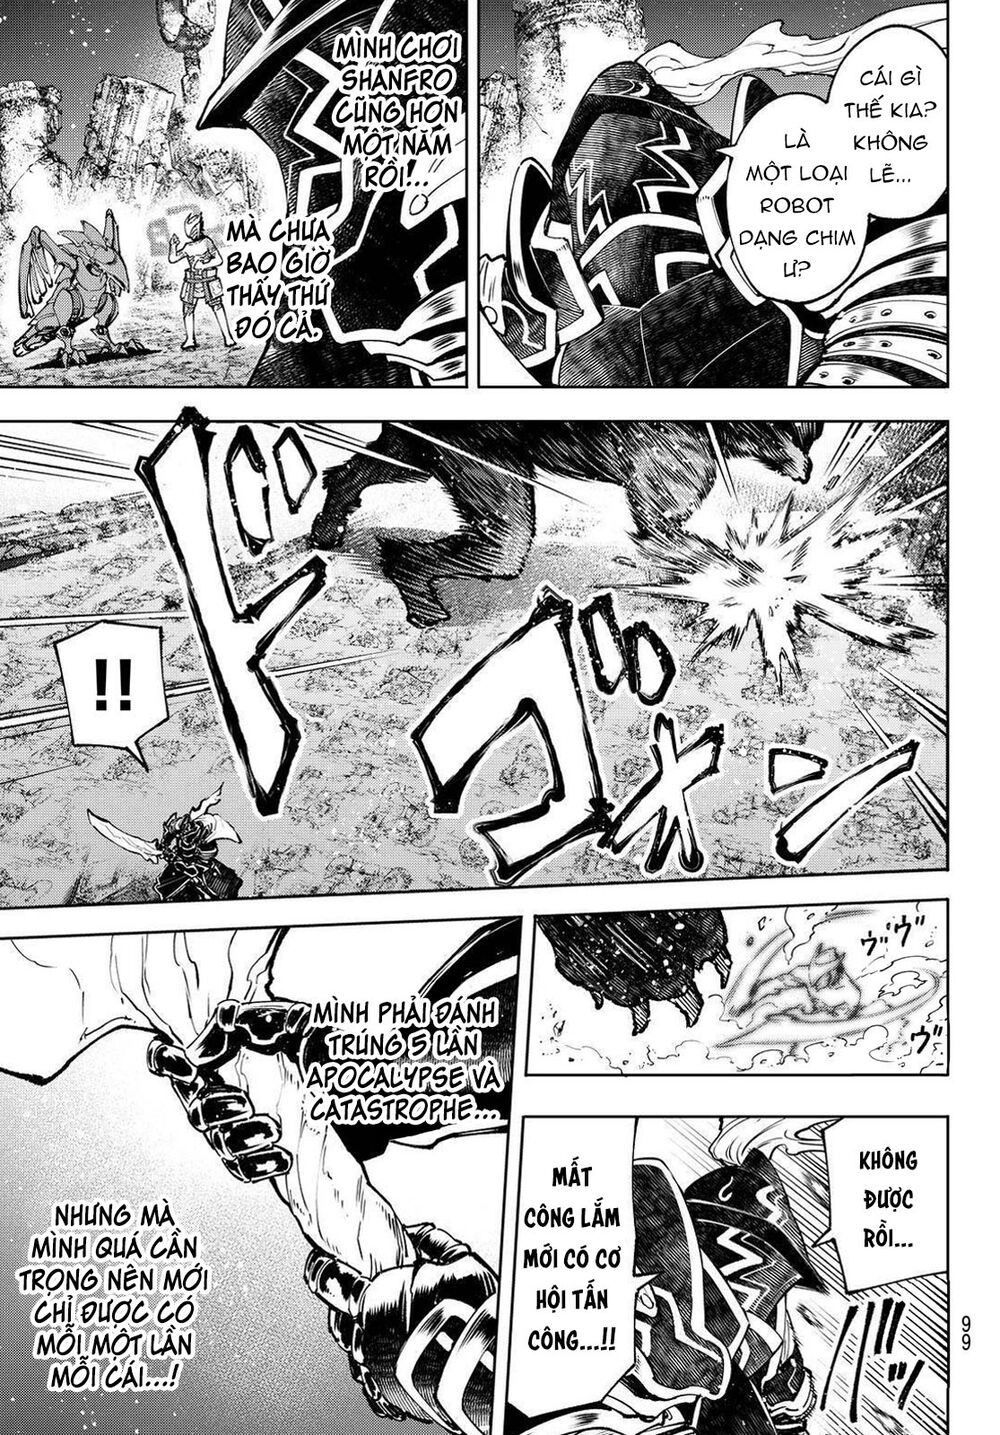 CÁI GÌ
THẾ KIA?
KHÔNG
LẼ...
LÀ
MỘT LOẠI
ROBOT
DẠNG CHIM
Ư?
MÌNH CHƠI
SHANFRO
CŨNG HƠN
MỘT NĂM
RỒI...
MÀ CHƯA
BAO GIỜ
THẤY THỨ
ĐÓ CẢ.
ドゴォン
!!
ヴヴヴ
KHÔNG
ĐƯỢC
RỒI...
MẤT
CÔNG LẮM
MỚI CÓ CƠ
HỘI TẤN
CÔNG...!!
MÌNH PHẢI ĐÁNH
TRÚNG 5 LẦN
APOCALYPSE VÀ
CATASTROPHE...
NHƯNG MÀ
MÌNH QUÁ CẨN
TRỌNG NÊN MỚI
CHỈ ĐƯỢC CÓ
MỖI MỘT LẦN
MỖI CÁI...!
99